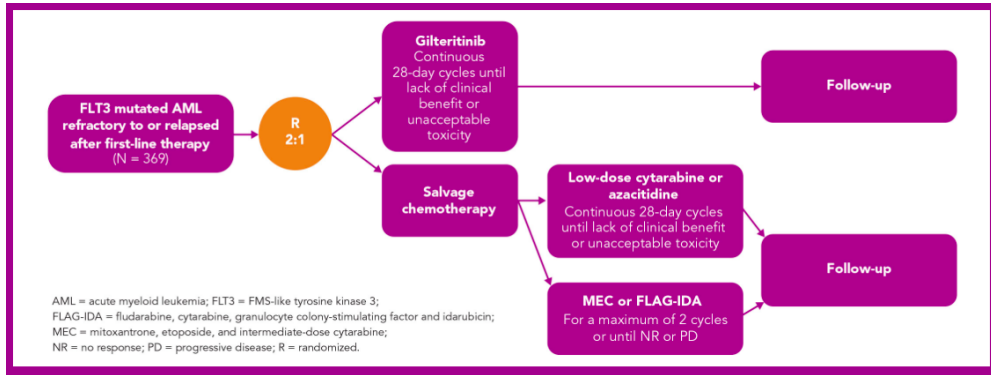 FLT3 mutated AML
refractory to or relapsed
after first-line therapy
(N = 369)
R
2:1
Gilteritinib
Continuous
28-day cycles until
lack of clinical
benefit or
unacceptable
toxicity
Follow-up
Salvage
chemotherapy
Low-dose cytarabine or
azacitidine
Continuous 28-day cycles
until lack of clinical benefit
or unacceptable toxicity
MEC or FLAG-IDA
For a maximum of 2 cycles
or until NR or PD
Follow-up
AML = acute myeloid leukemia; FLT3 = FMS-like tyrosine kinase 3;
FLAG-IDA = fludarabine, cytarabine, granulocyte colony-stimulating factor and idarubicin;
MEC = mitoxantrone, etoposide, and intermediate-dose cytarabine;
NR = no response; PD = progressive disease; R = randomized.